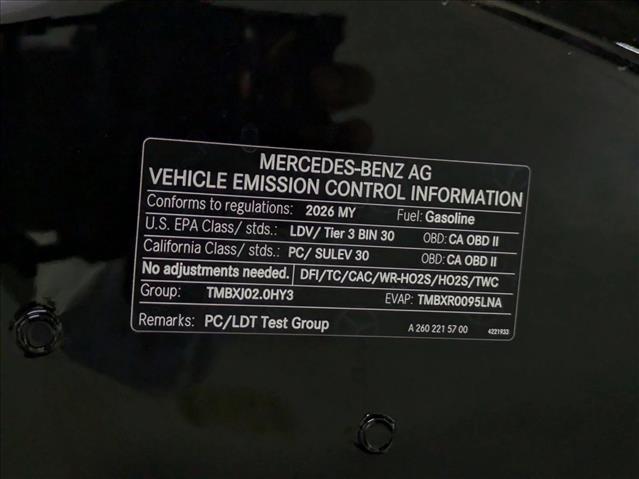 MERCEDES-BENZ AG
VEHICLE EMISSION CONTROL INFORMATION
Conforms to regulations: 2026 MY Fuel: Gasoline
U.S. EPA Class/ stds.: LDV/ Tier 3 BIN 30 OBD: CA OBD II
California Class/ stds.: PC/ SULEV 30 OBD: CA OBD II
No adjustments needed. DFI/TC/CAC/WR-HO2S/HO2S/TWC
Group: TMBXJ02.0HY3 EVAP: TMBXR0095LNA
Remarks: PC/LDT Test Group A 260 221 57 00 4221933